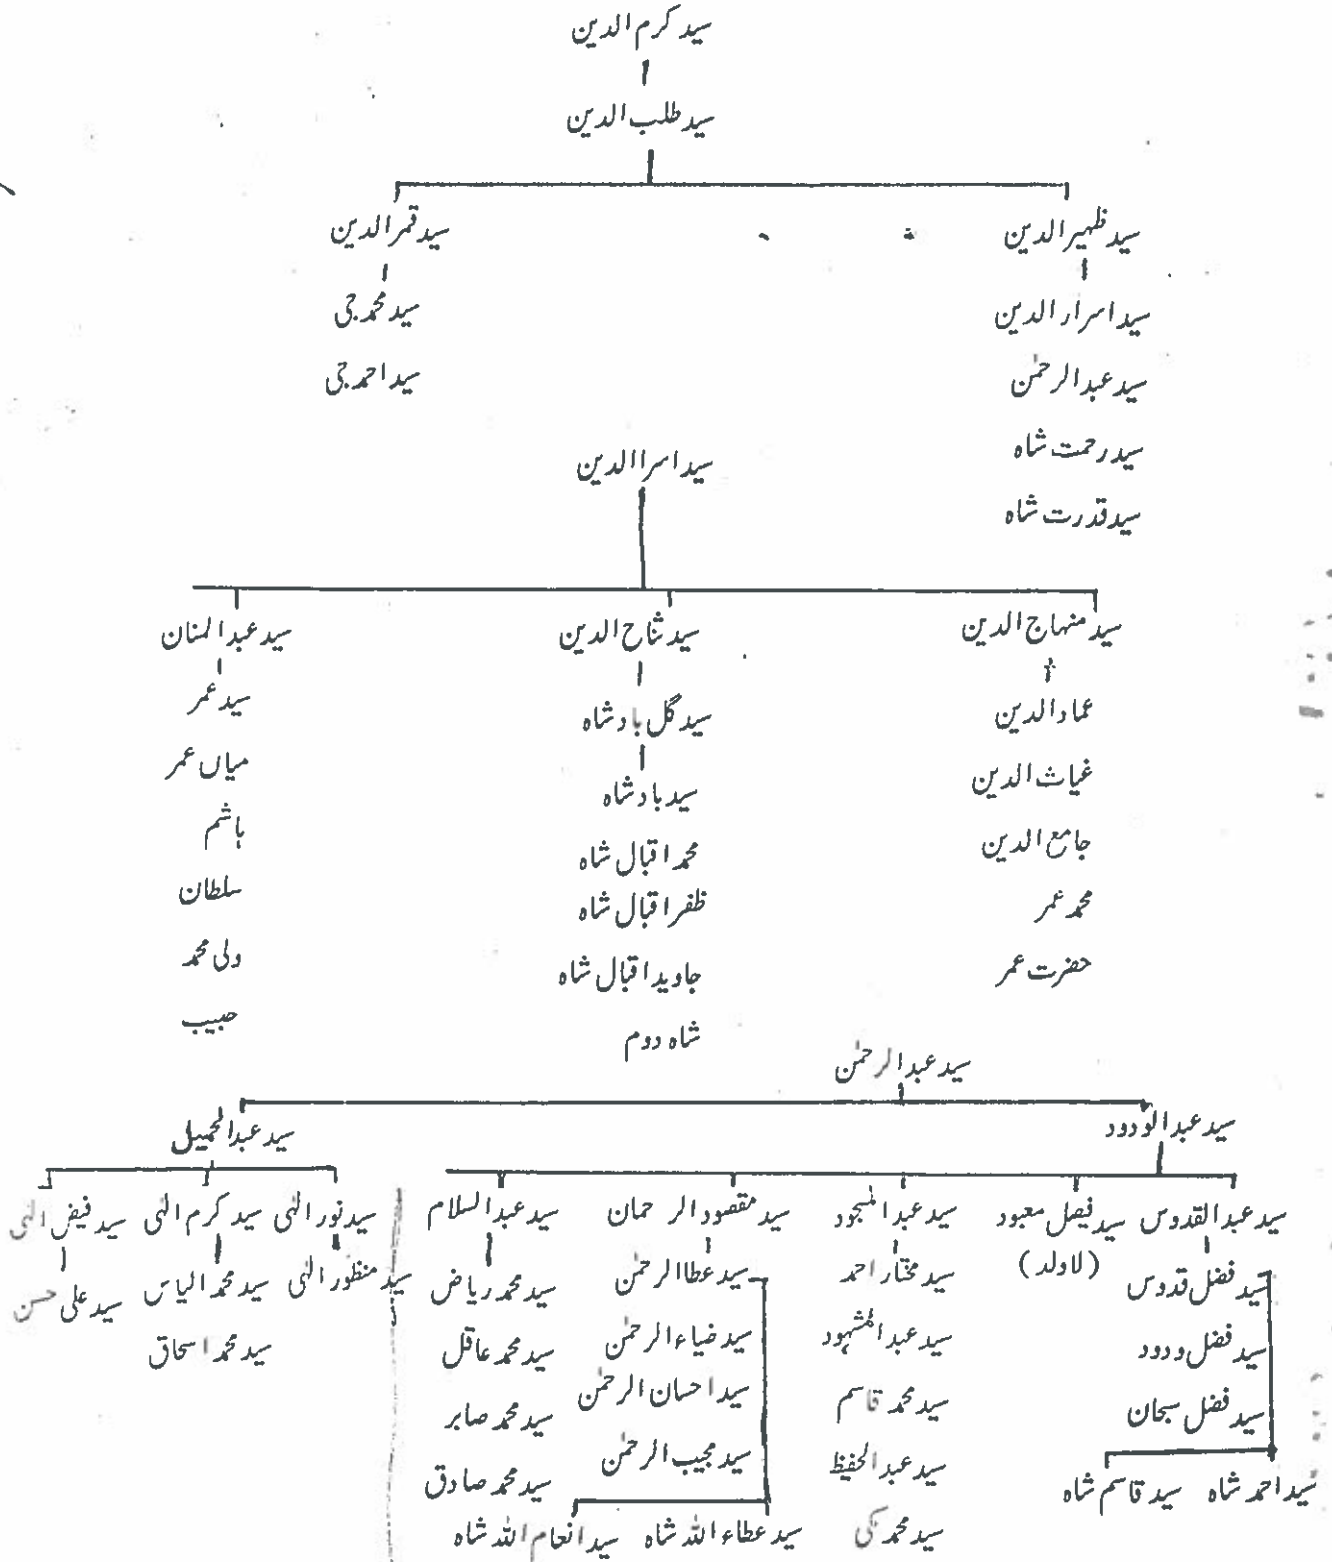 سید کرم الدین
سید طلب الدین
سید ظہیر الدین
سید قمر الدین
سید اسرار الدین
سید محمد جی
سید عبد الرحمٰن
سید احمد جی
سید رحمت شاہ
سید قدرت شاہ
سید اسرا الدین
سید منہاج الدین
سید ثناح الدین
سید عبد المنان
عماد الدین
غیاث الدین
جامع الدین
محمد عمر
حضرت عمر
سید گل بادشاہ
سید بادشاہ
محمد اقبال شاہ
ظفر اقبال شاہ
جاوید اقبال شاہ
شاہ دوم
سید عمر
میاں عمر
ہاشم
سلطان
ولی محمد
حبیب
سید عبد الرحمٰن
سید عبد الودود
سید عبد الحمیل
سید عبد القدوس
سید فضل قدوس
سید فضل ودود
سید فضل سبحان
سید احمد شاہ
سید قاسم شاہ
سید فیصل معبود
(لا ولد)
سید عبد المسجود
سید مختار احمد
سید عبد المشہود
سید محمد قاسم
سید عبد الحفیظ
سید محمد
سید مقصود الر حمان
سید عطا الرحمٰن
سید ضیاء الرحمٰن
سید احسان الرحمٰن
سید مجیب الرحمٰن
سید عطاء اللہ شاہ
سید انعام اللہ شاہ
سید عبد السلام
سید محمد ریاض
سید محمد عاقل
سید محمد صابر
سید محمد صادق
سید نور الٰہی
سید منظور الٰہی
سید کرم الٰہی
سید محمد الیاس
سید محمد اسحاق
سید فیض الٰہی
سید علی حسن